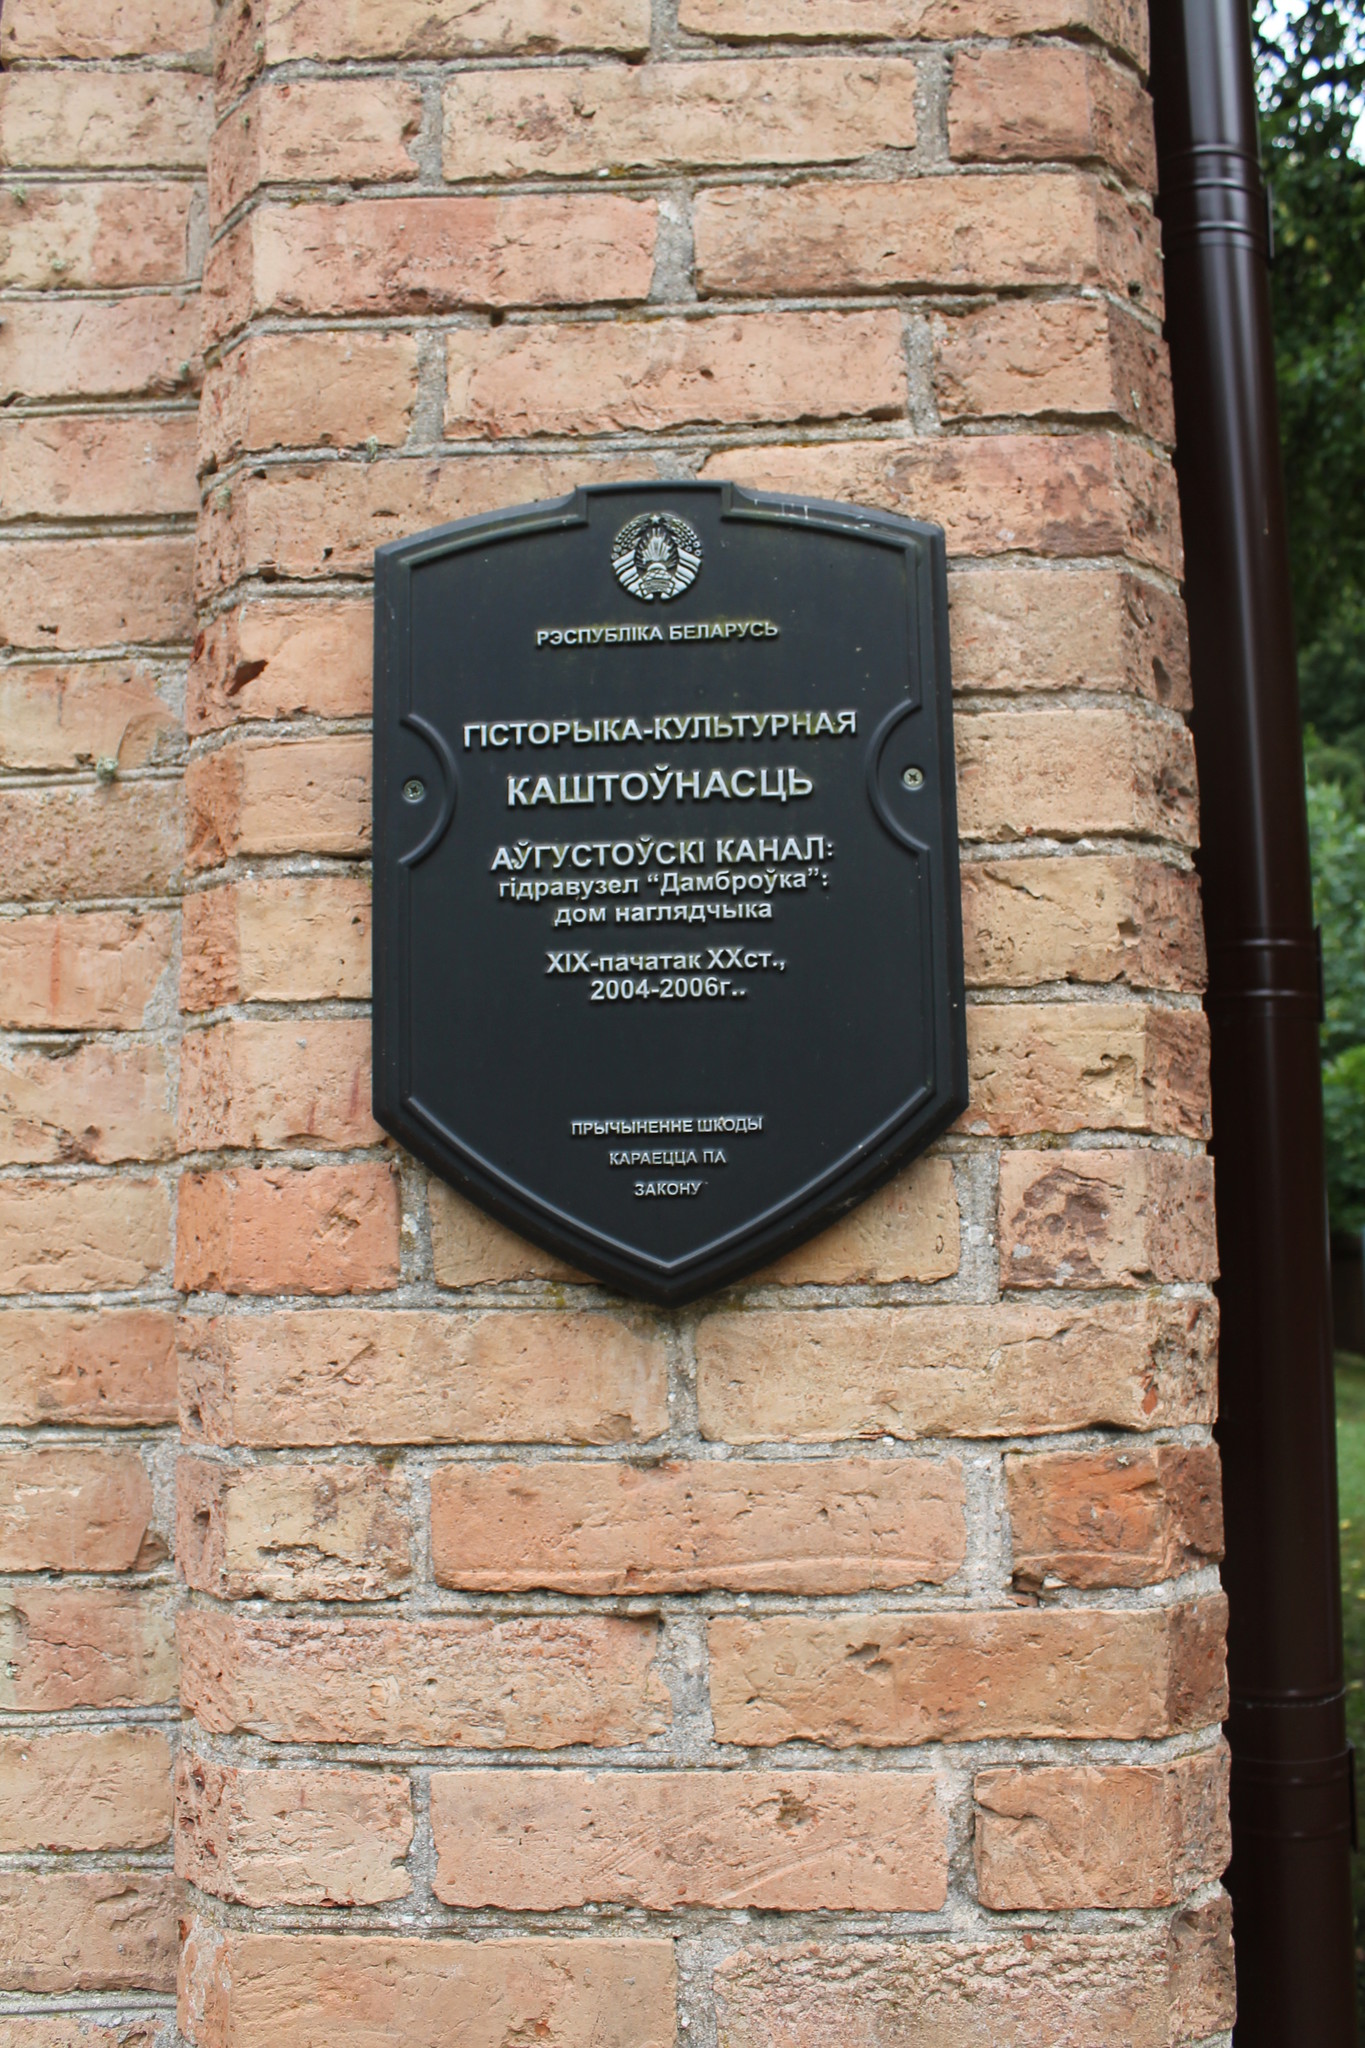 РЭСПУБЛІКА БЕЛАРУСЬ
ГІСТОРЫКА-КУЛЬТУРНАЯ
КАШТОЎНАСЦЬ
АЎГУСТОЎСКІ КАНАЛ:
гідравузел “Дамброўка”:
дом наглядчыка
XIX-пачатак XXст.,
2004-2006г..
ПРЫЧЫНЕННЕ ШКОДЫ
КАРАЕЦЦА ПА
ЗАКОНУ